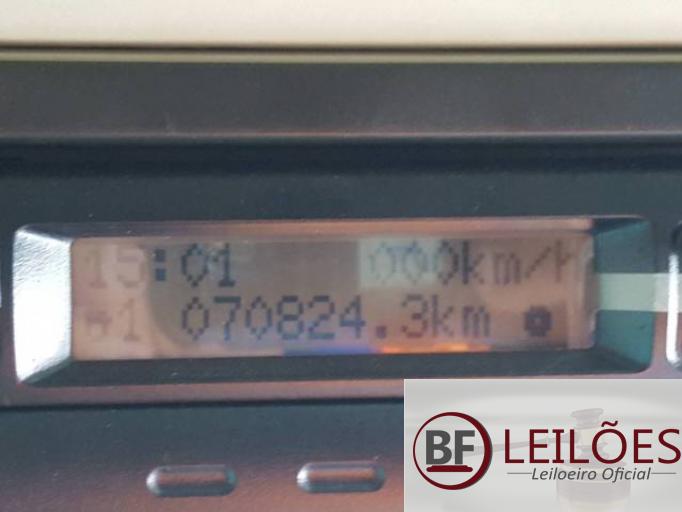 15:01 000km/h
1 070824.3km
BF LEILÕES
Leiloeiro Oficial